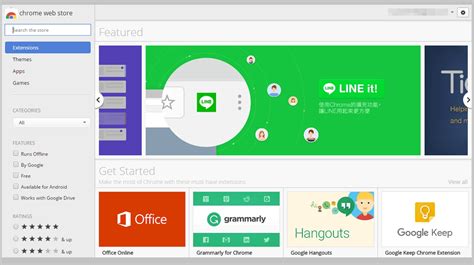 chrome web store
Search the store
Extensions
Themes
Apps
Games
CATEGORIES
All
FEATURES
Runs Offline
By Google
Free
Available for Android
Works with Google Drive
RATINGS
& up
& up
Featured
LINE
LINE
LINE it!
使用Chrome的擴充功能，
讓LINE用起來更方便
Helpe
Get Started
Make the most of Chrome with these must-have extensions.
View all
Office
Office Online
grammarly
Grammarly for Chrome
Hangouts
Google Hangouts
Google Keep
Google Keep Chrome Extension